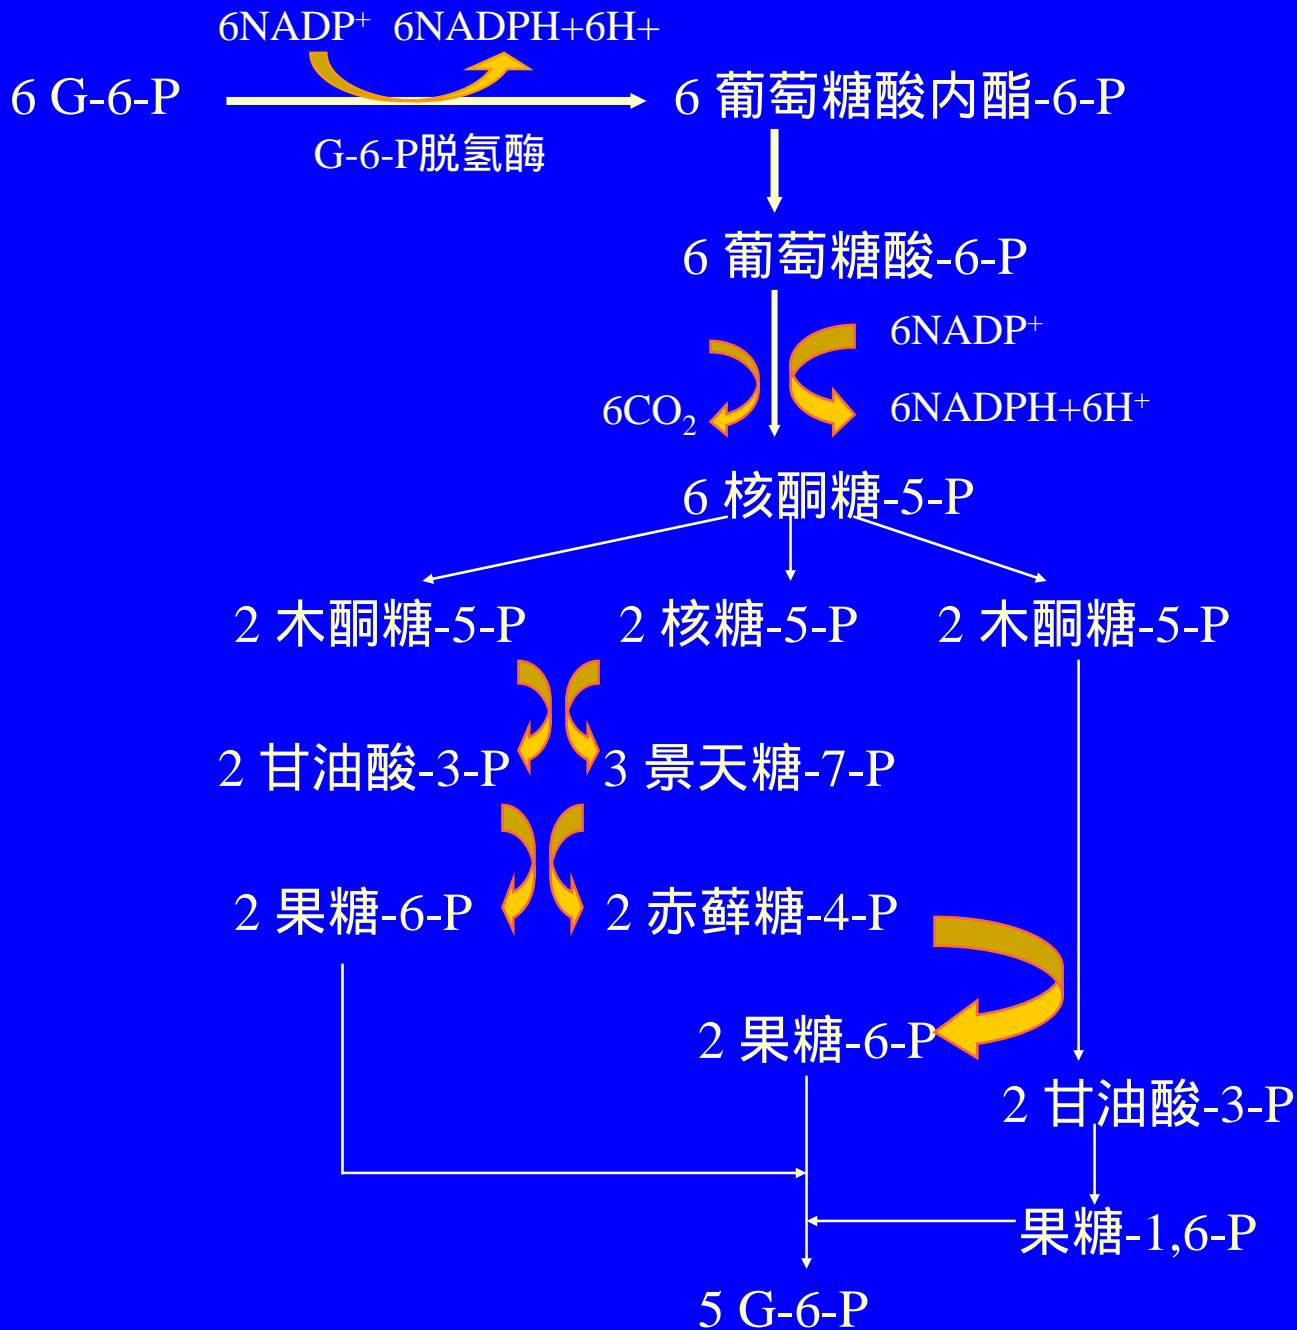 6NADP⁺ 6NADPH+6H+
6 G-6-P 6 葡萄糖酸内酯-6-P
G-6-P脱氢酶
6 葡萄糖酸-6-P
6NADP⁺
6CO₂ 6NADPH+6H⁺
6 核酮糖-5-P
2 木酮糖-5-P 2 核糖-5-P 2 木酮糖-5-P
2 甘油酸-3-P 3 景天糖-7-P
2 果糖-6-P 2 赤藓糖-4-P
2 果糖-6-P
2 甘油酸-3-P
果糖-1,6-P
5 G-6-P